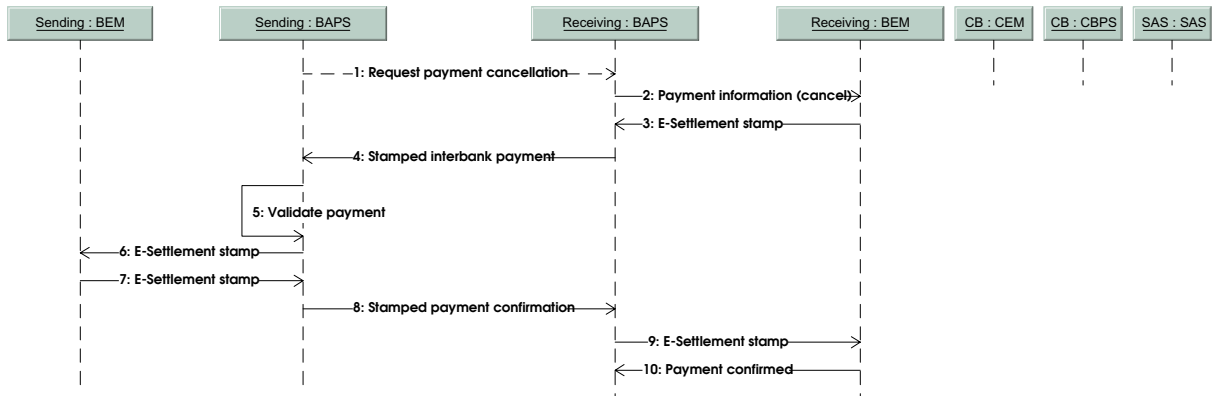 Sending : BEM
Sending : BAPS
Receiving : BAPS
Receiving : BEM
CB : CEM
CB : CBPS
SAS : SAS
1: Request payment cancellation
2: Payment information (cancel)
3: E-Settlement stamp
4: Stamped interbank payment
5: Validate payment
6: E-Settlement stamp
7: E-Settlement stamp
8: Stamped payment confirmation
9: E-Settlement stamp
10: Payment confirmed